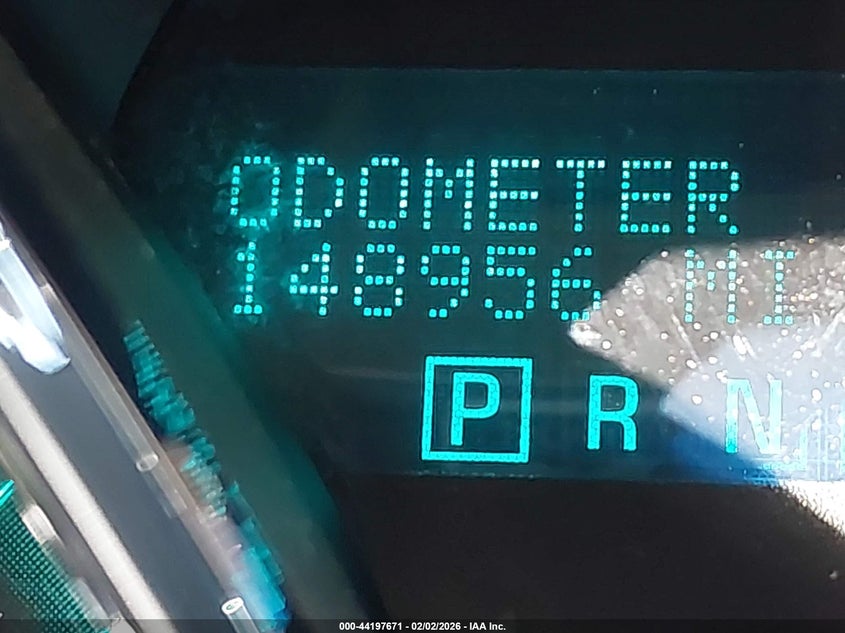 ODOMETER
148956 MI
P R N
000-44197671 - 02/02/2026 - IAA Inc.